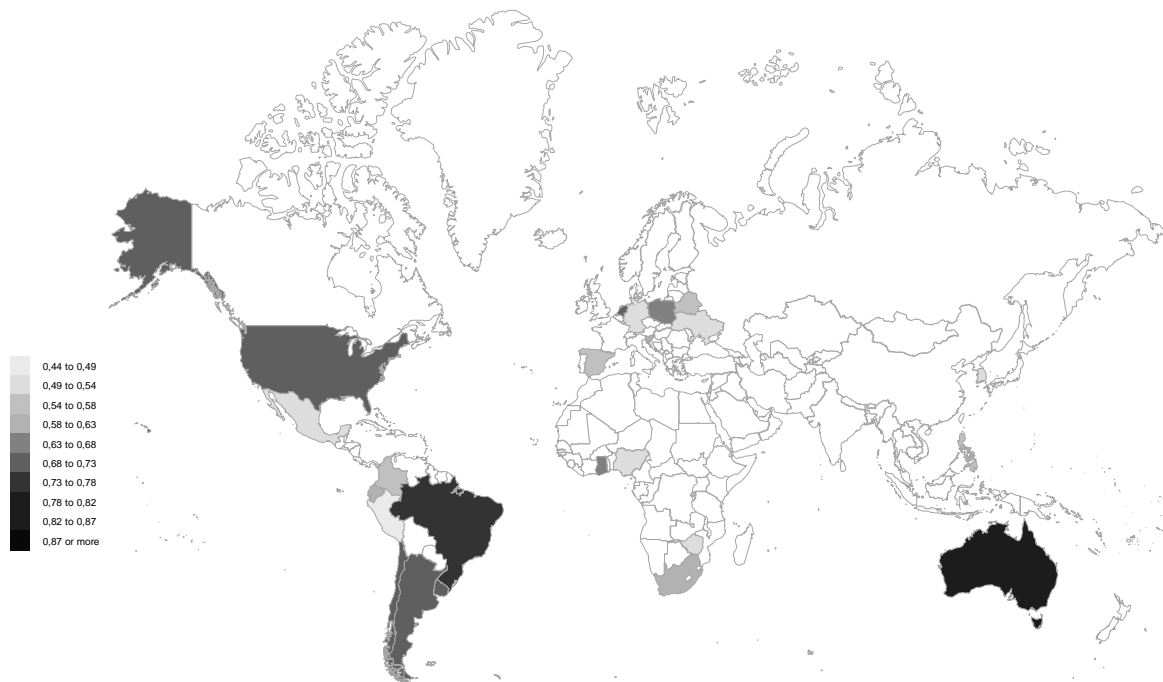 0,44 to 0,49
0,49 to 0,54
0,54 to 0,58
0,58 to 0,63
0,63 to 0,68
0,68 to 0,73
0,73 to 0,78
0,78 to 0,82
0,82 to 0,87
0,87 or more